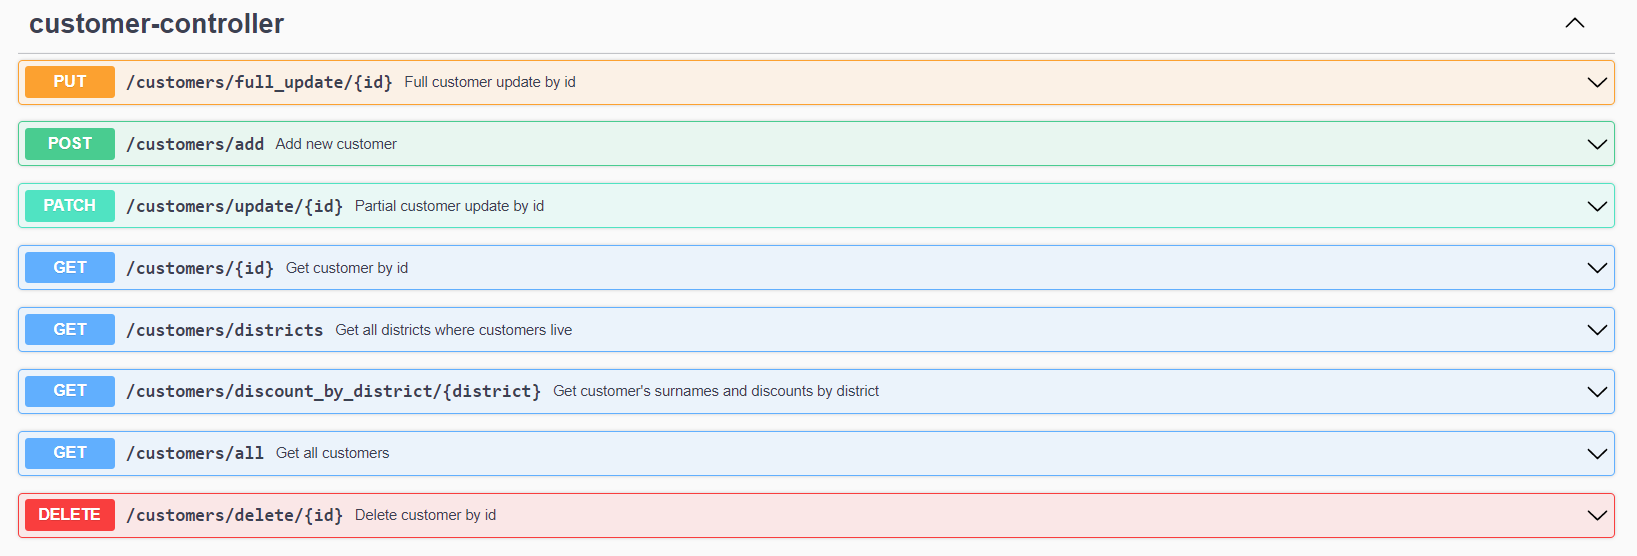 customer-controller
PUT /customers/full_update/{id} Full customer update by id
POST /customers/add Add new customer
PATCH /customers/update/{id} Partial customer update by id
GET /customers/{id} Get customer by id
GET /customers/districts Get all districts where customers live
GET /customers/discount_by_district/{district} Get customer's surnames and discounts by district
GET /customers/all Get all customers
DELETE /customers/delete/{id} Delete customer by id